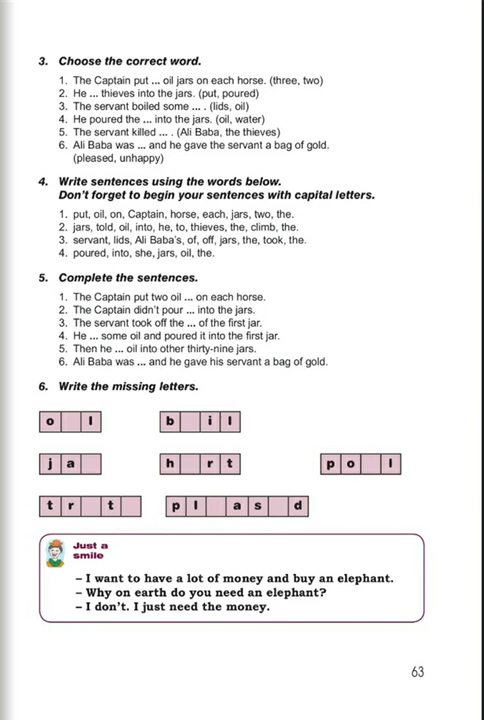 3. Choose the correct word.
1. The Captain put ... oil jars on each horse. (three, two)
2. He ... thieves into the jars. (put, poured)
3. The servant boiled some ... . (lids, oil)
4. He poured the ... into the jars. (oil, water)
5. The servant killed ... . (Ali Baba, the thieves)
6. Ali Baba was ... and he gave the servant a bag of gold.
(pleased, unhappy)
4. Write sentences using the words below.
Don't forget to begin your sentences with capital letters.
1. put, oil, on, Captain, horse, each, jars, two, the.
2. jars, told, oil, into, he, to, thieves, the, climb, the.
3. servant, lids, Ali Baba's, of, off, jars, the, took, the.
4. poured, into, she, jars, oil, the.
5. Complete the sentences.
1. The Captain put two oil ... on each horse.
2. The Captain didn't pour ... into the jars.
3. The servant took off the ... of the first jar.
4. He ... some oil and poured it into the first jar.
5. Then he ... oil into other thirty-nine jars.
6. Ali Baba was ... and he gave his servant a bag of gold.
6. Write the missing letters.
o l b i l
j a h r t p o l
t r t p l a s d
Just a
smile
– I want to have a lot of money and buy an elephant.
– Why on earth do you need an elephant?
– I don't. I just need the money.
63